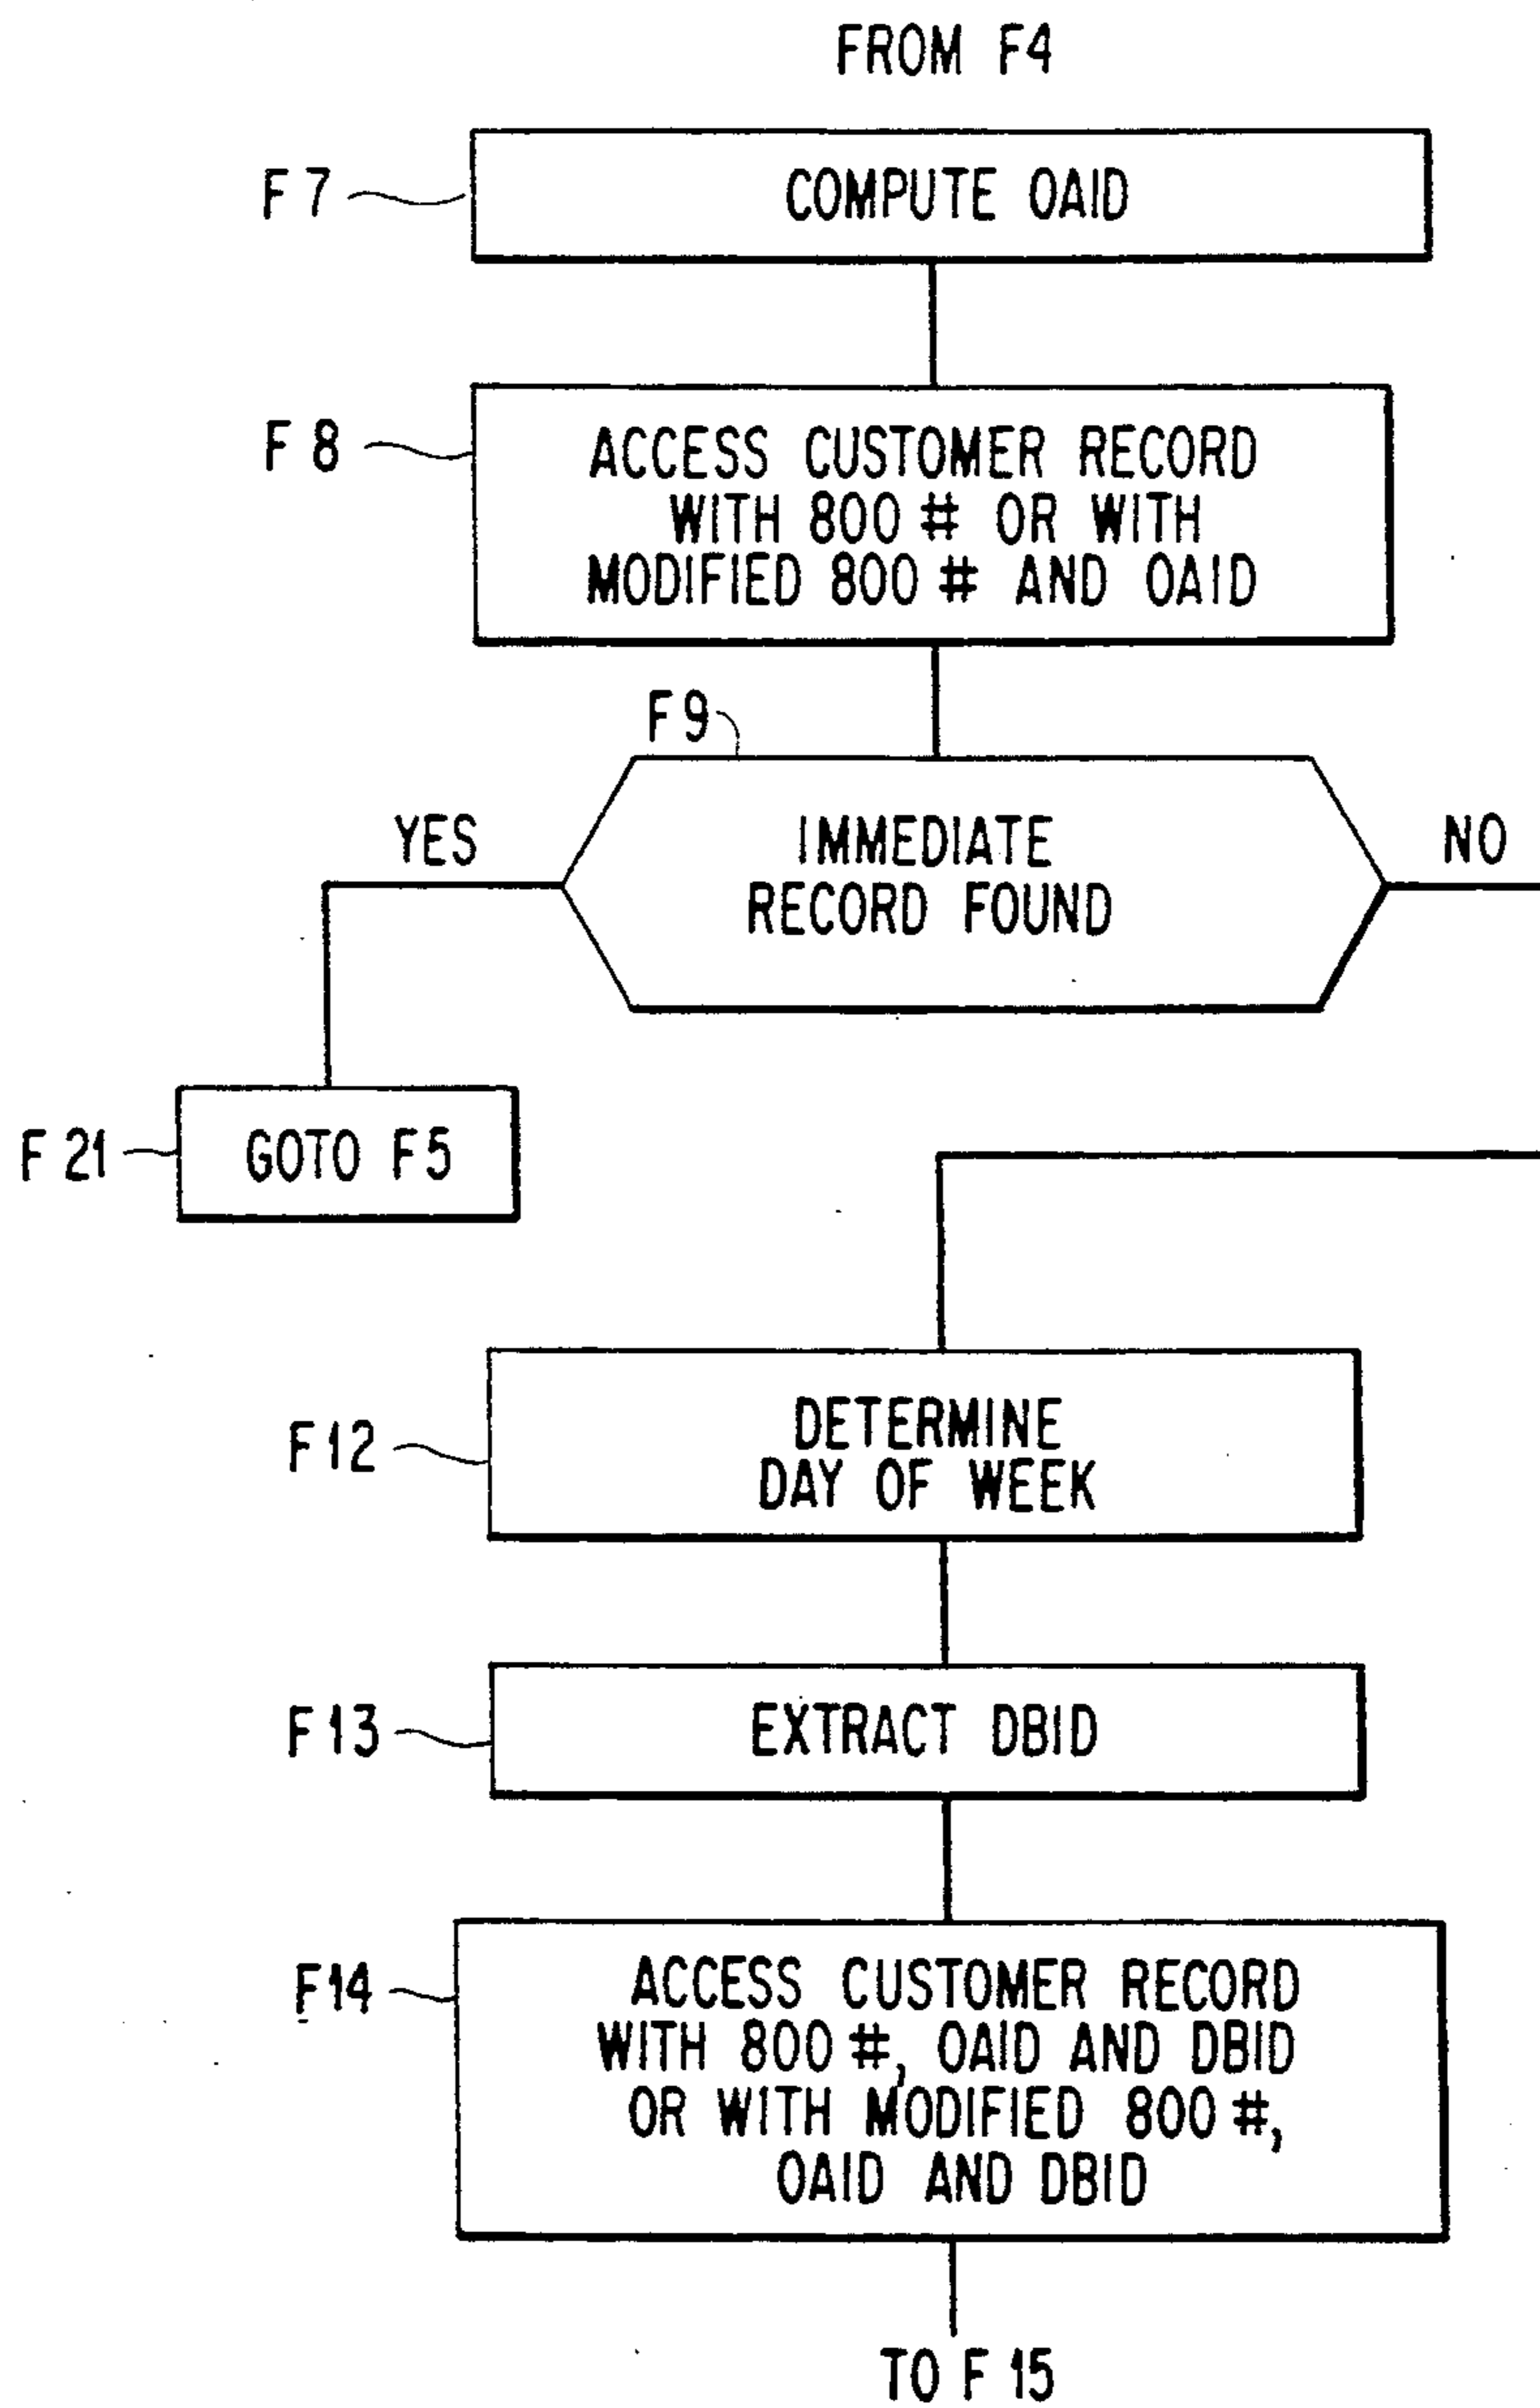 FROM F4
F7
COMPUTE OAID
F8
ACCESS CUSTOMER RECORD
WITH 800 # OR WITH
MODIFIED 800 # AND OAID
F9
YES
IMMEDIATE
RECORD FOUND
NO
F21
GOTO F5
F12
DETERMINE
DAY OF WEEK
F13
EXTRACT DBID
F14
ACCESS CUSTOMER RECORD
WITH 800 #, OAID AND DBID
OR WITH MODIFIED 800 #,
OAID AND DBID
TO F15